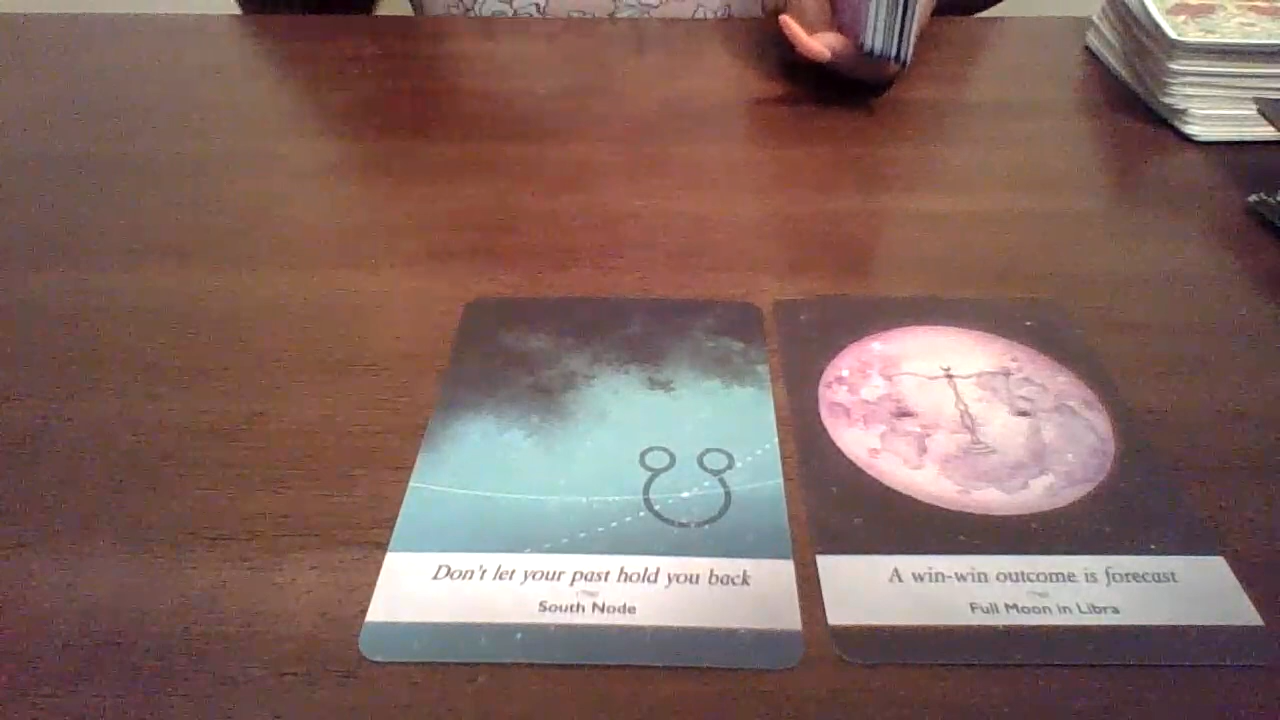 Don't let your past hold you back
South Node
A win-win outcome is forecast
Full Moon in Libra